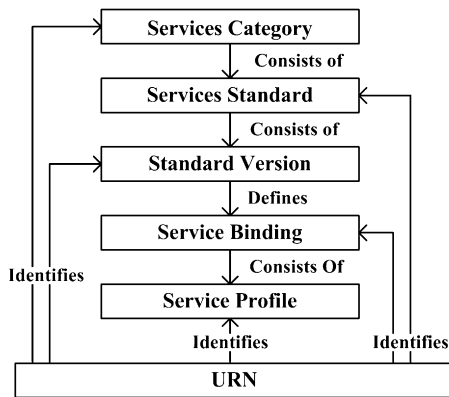 Services Category
Consists of
Services Standard
Consists of
Standard Version
Defines
Service Binding
Identifies
Consists Of
Service Profile
Identifies
Identifies
URN